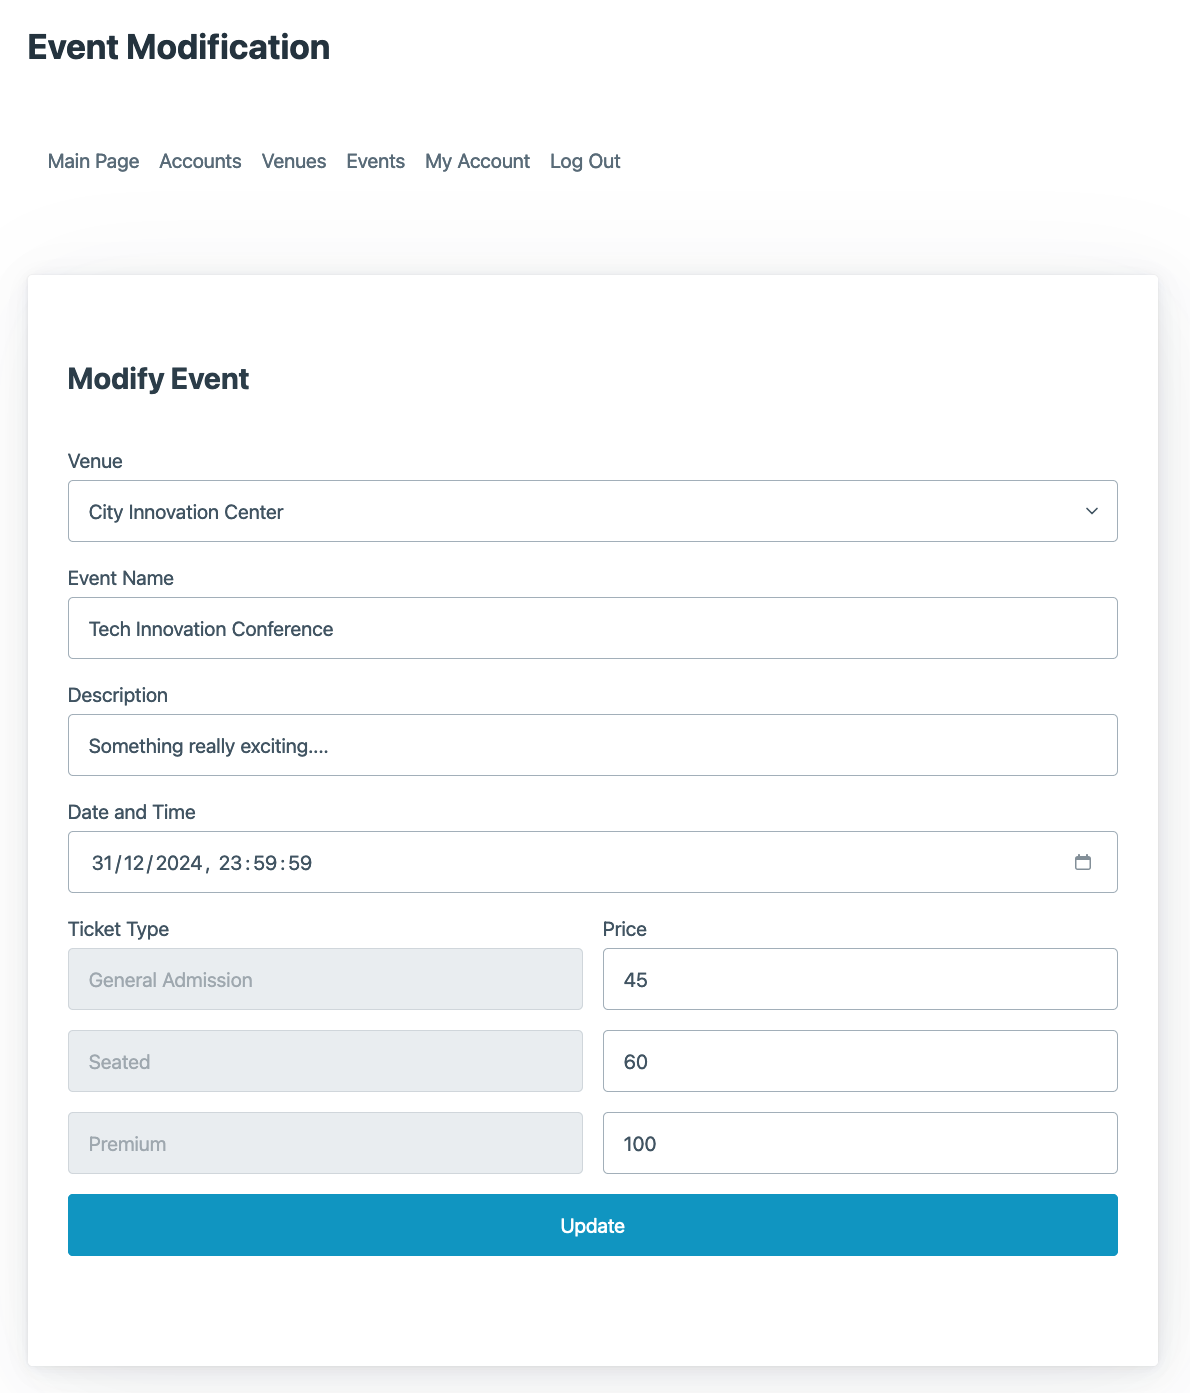 Event Modification
Main Page Accounts Venues Events My Account Log Out
Modify Event
Venue
City Innovation Center
Event Name
Tech Innovation Conference
Description
Something really exciting....
Date and Time
31/12/2024, 23:59:59
Ticket Type Price
General Admission 45
Seated 60
Premium 100
Update